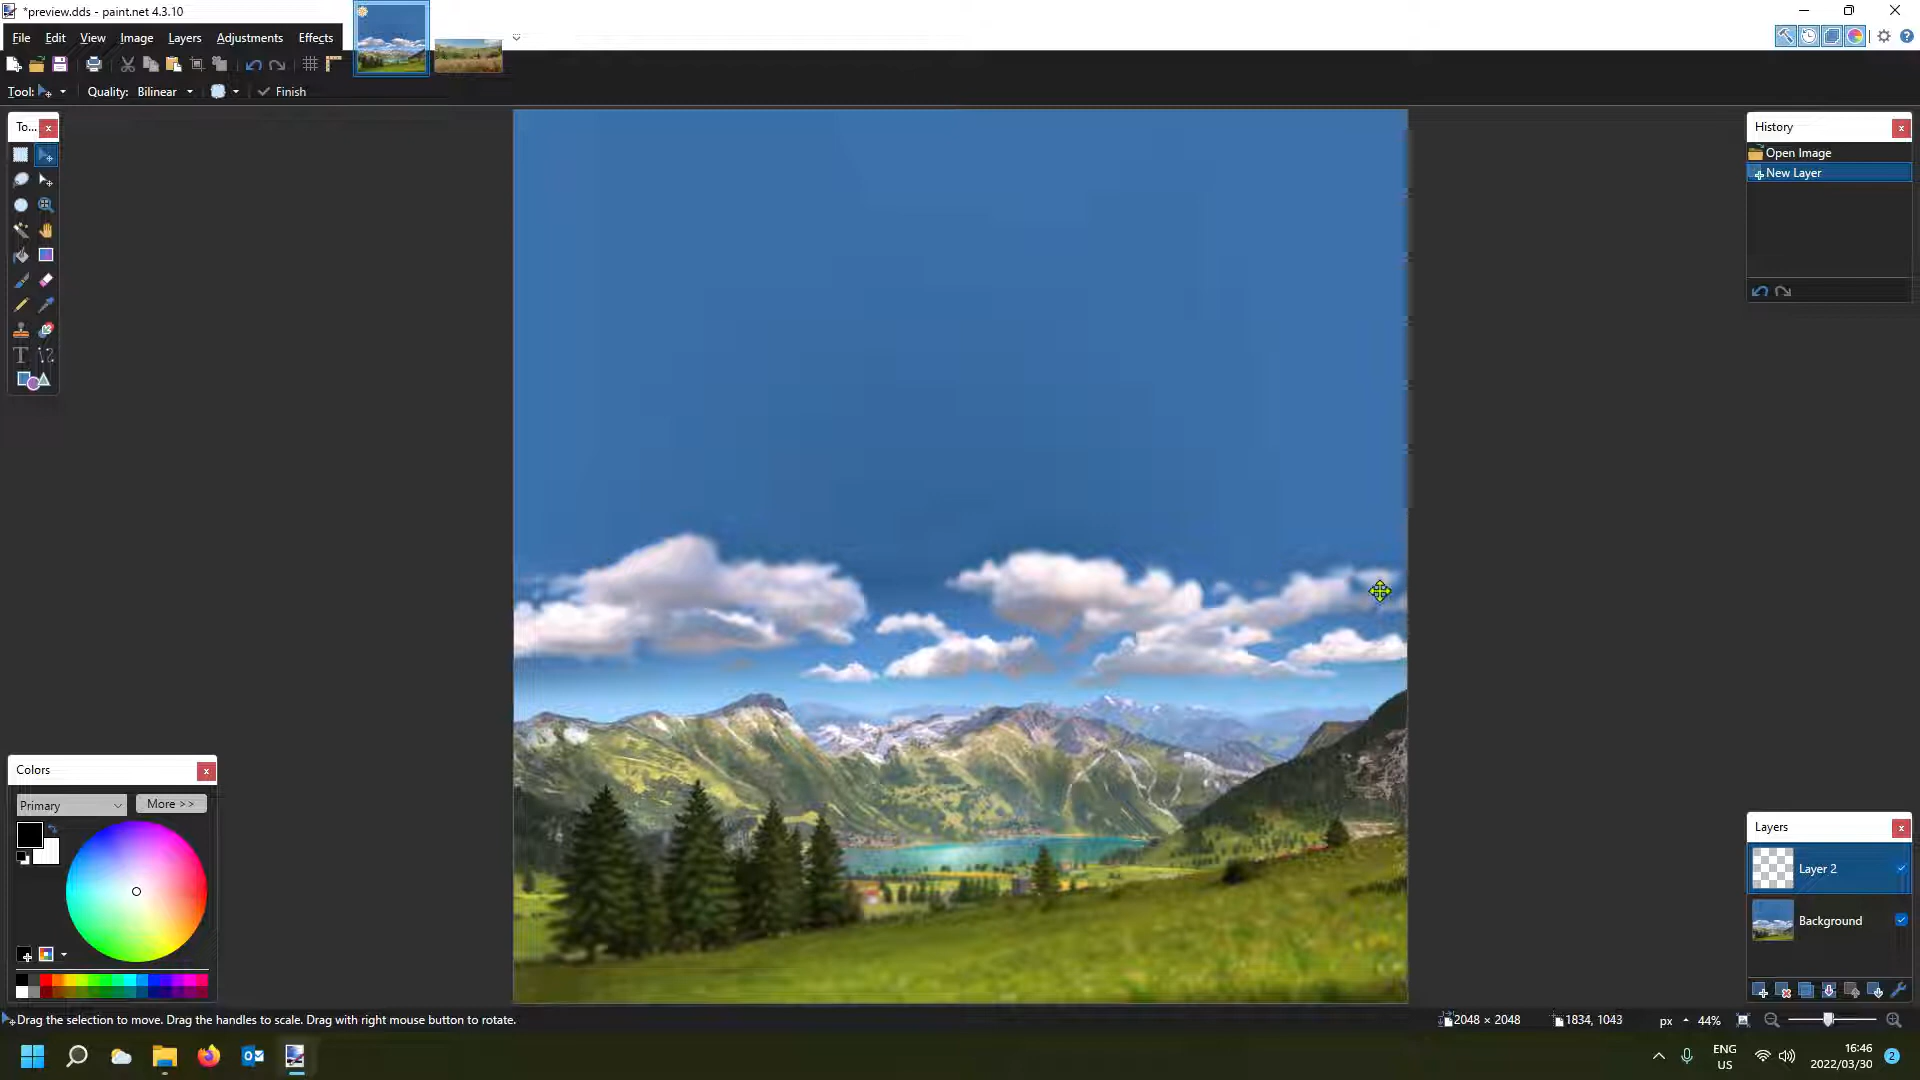 *preview.dds - paint.net 4.3.10
File Edit View Image Layers Adjustments Effects
Tool: Quality: Bilinear Finish
To...
History
Open Image
New Layer
Colors
Primary More >>
Layers
Layer 2
Background
Drag the selection to move. Drag the handles to scale. Drag with right mouse button to rotate. 2048 × 2048 1834, 1043 px 44%
ENG
US
16:46
2022/03/30
2